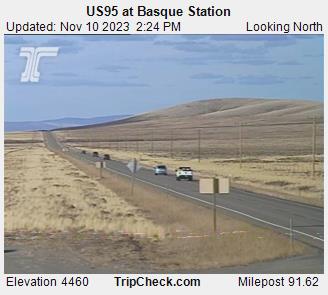 US95 at Basque Station
Updated: Nov 10 2023 2:24 PM Looking North
Elevation 4460 TripCheck.com Milepost 91.62